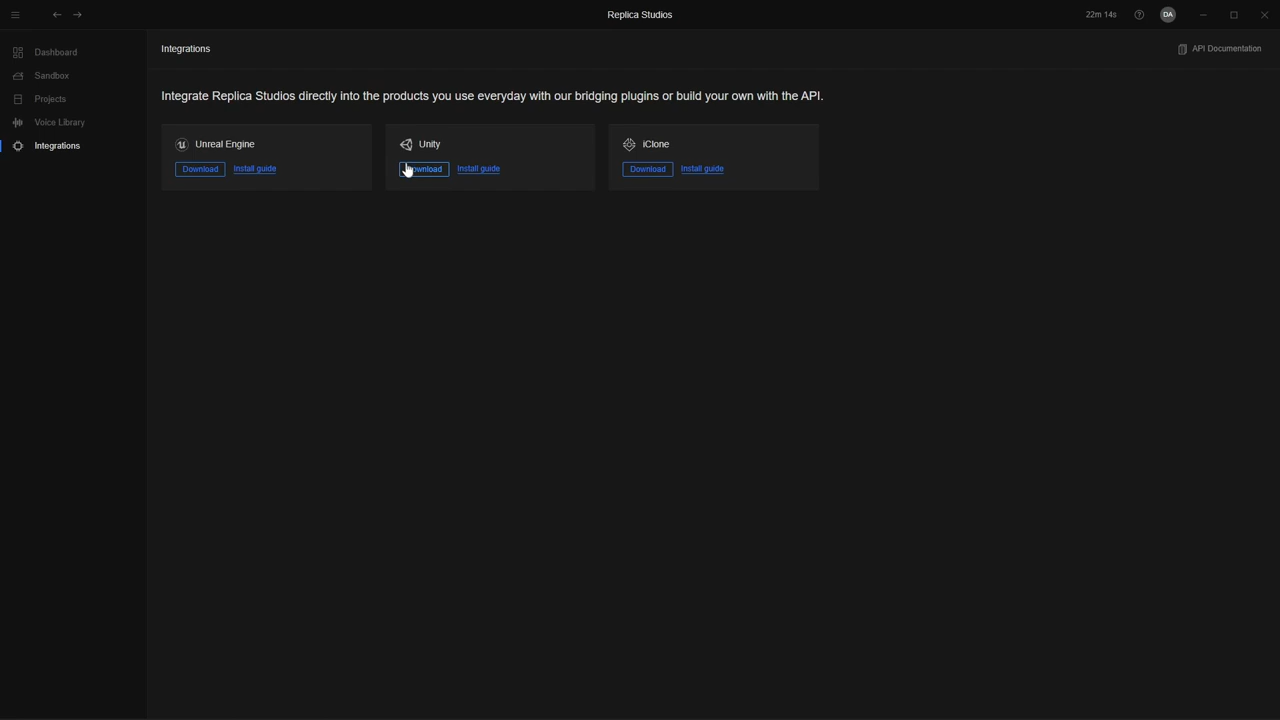 Replica Studios
22m 14s
DA
Dashboard
Sandbox
Projects
Voice Library
Integrations
Integrations
API Documentation
Integrate Replica Studios directly into the products you use everyday with our bridging plugins or build your own with the API.
Unreal Engine
Download Install guide
Unity
Download Install guide
iClone
Download Install guide